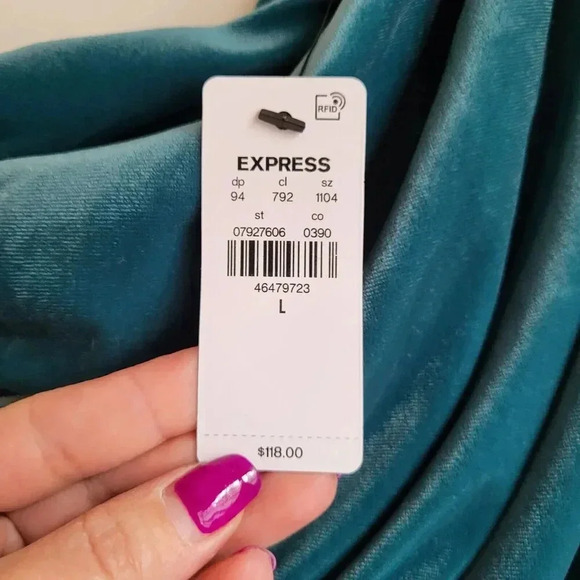 RFID
EXPRESS
dp cl sz
94 792 1104
st co
07927606 0390
46479723
L
$118.00